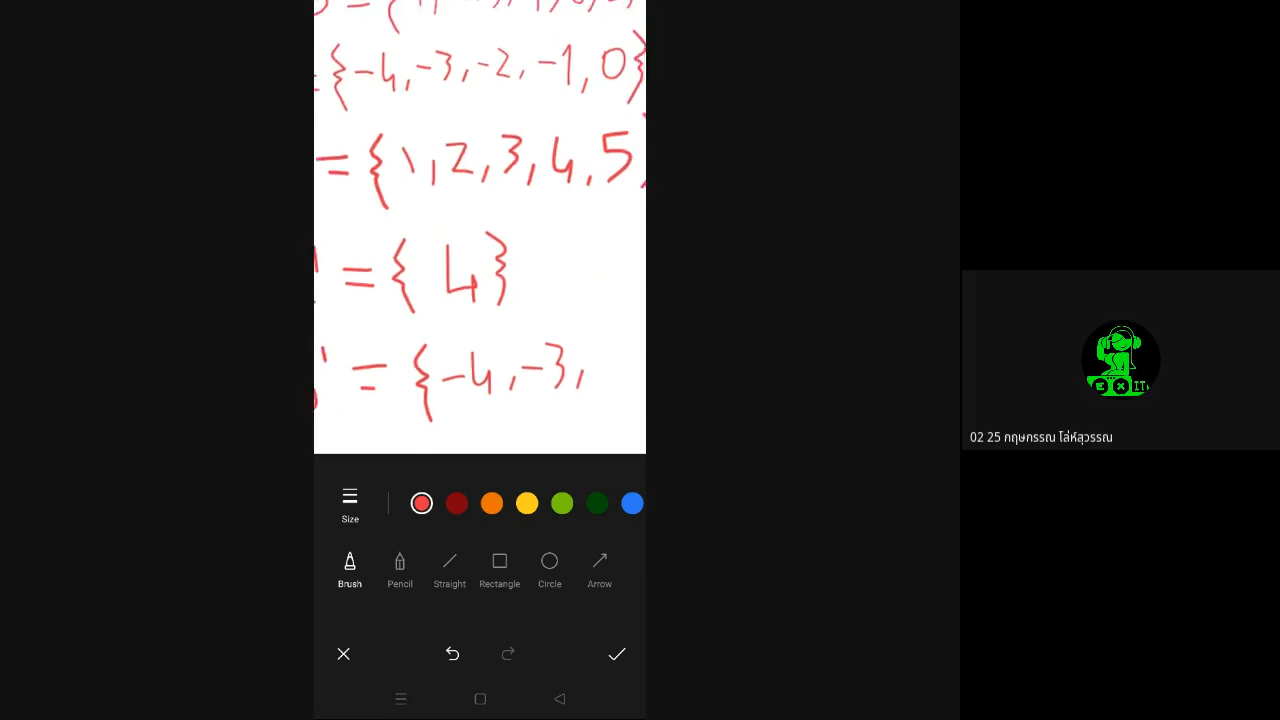 = {-4, -3, -2, -1, 0}
= {1, 2, 3, 4, 5,
' = { 4}
' = {-4, -3,
Size
Brush
Pencil
Straight
Rectangle
Circle
Arrow
EXIT
02 25 กฤษกรรณ โล่ห์สุวรรณ